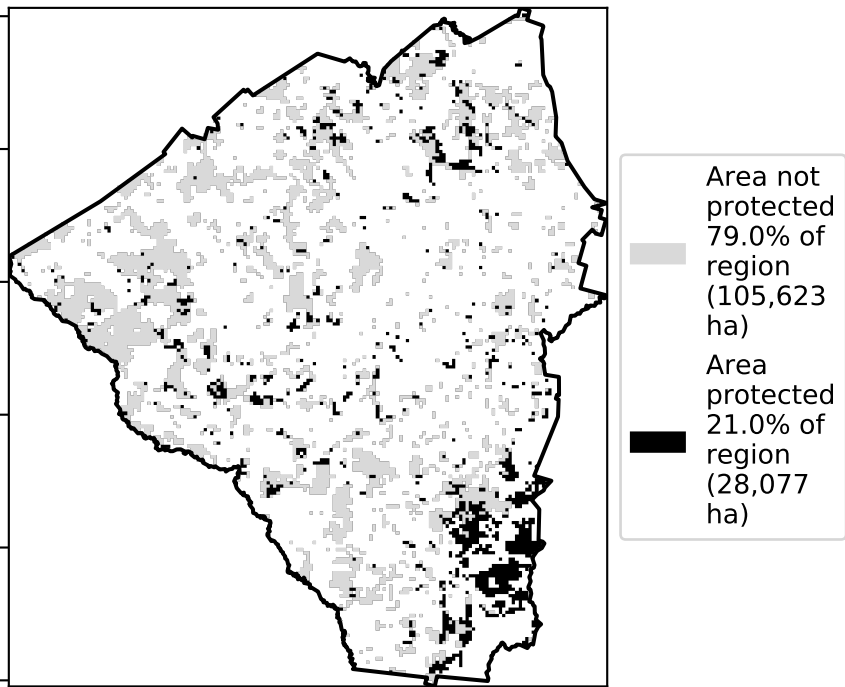 Area not
protected
79.0% of
region
(105,623
ha)
Area
protected
21.0% of
region
(28,077
ha)